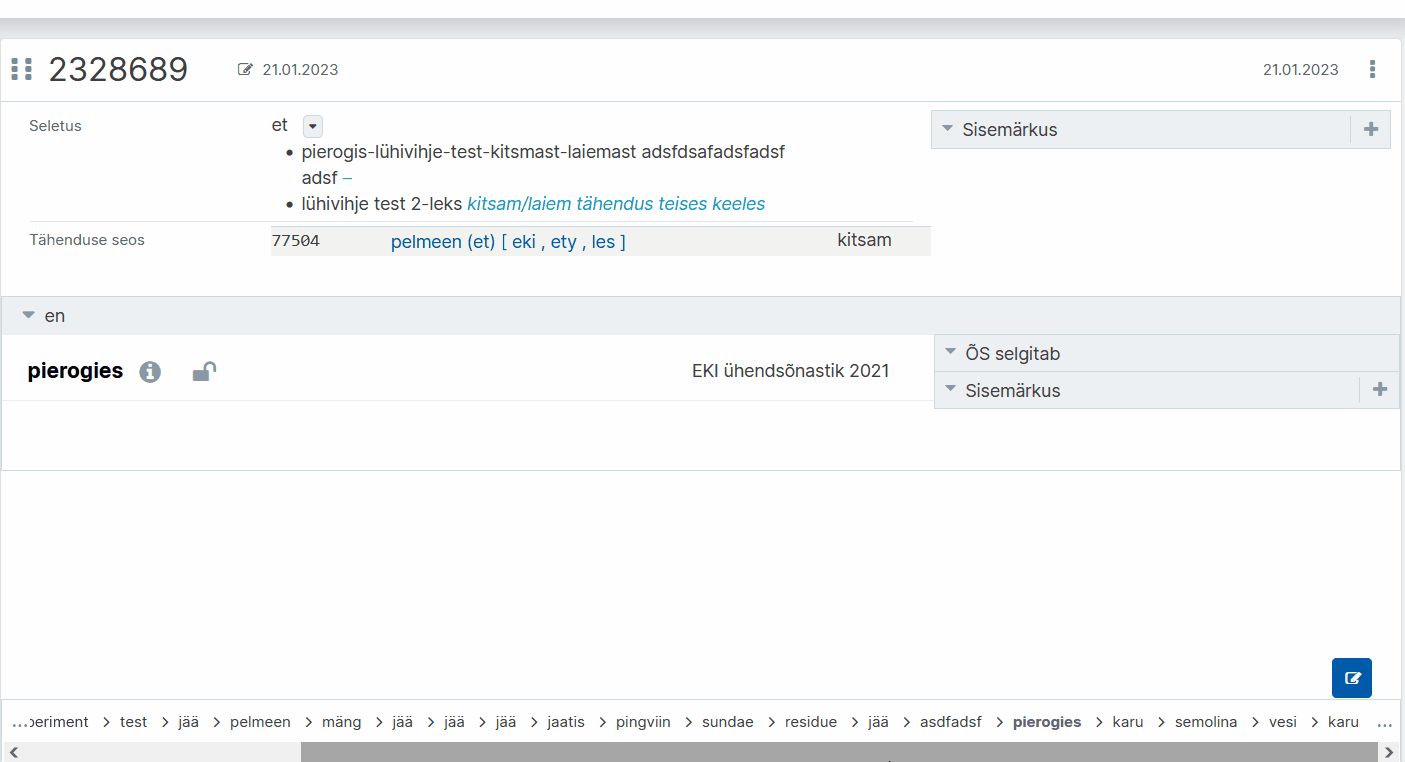 2328689 21.01.2023 21.01.2023
Seletus et Sisemärkus
pierogis-lühivihje-test-kitsmast-laiemast adsfdsafadsfadsf
adsf –
lühivihje test 2-leks kitsam/laiem tähendus teises keeles
Tähenduse seos 77504 pelmeen (et) [ eki , ety , les ] kitsam
en
ÕS selgitab
pierogies EKI ühendsõnastik 2021
Sisemärkus
...periment > test > jää > pelmeen > mäng > jää > jää > jää > jaatis > pingviin > sundae > residue > jää > asdfadsf > pierogies > karu > semolina > vesi > karu ...